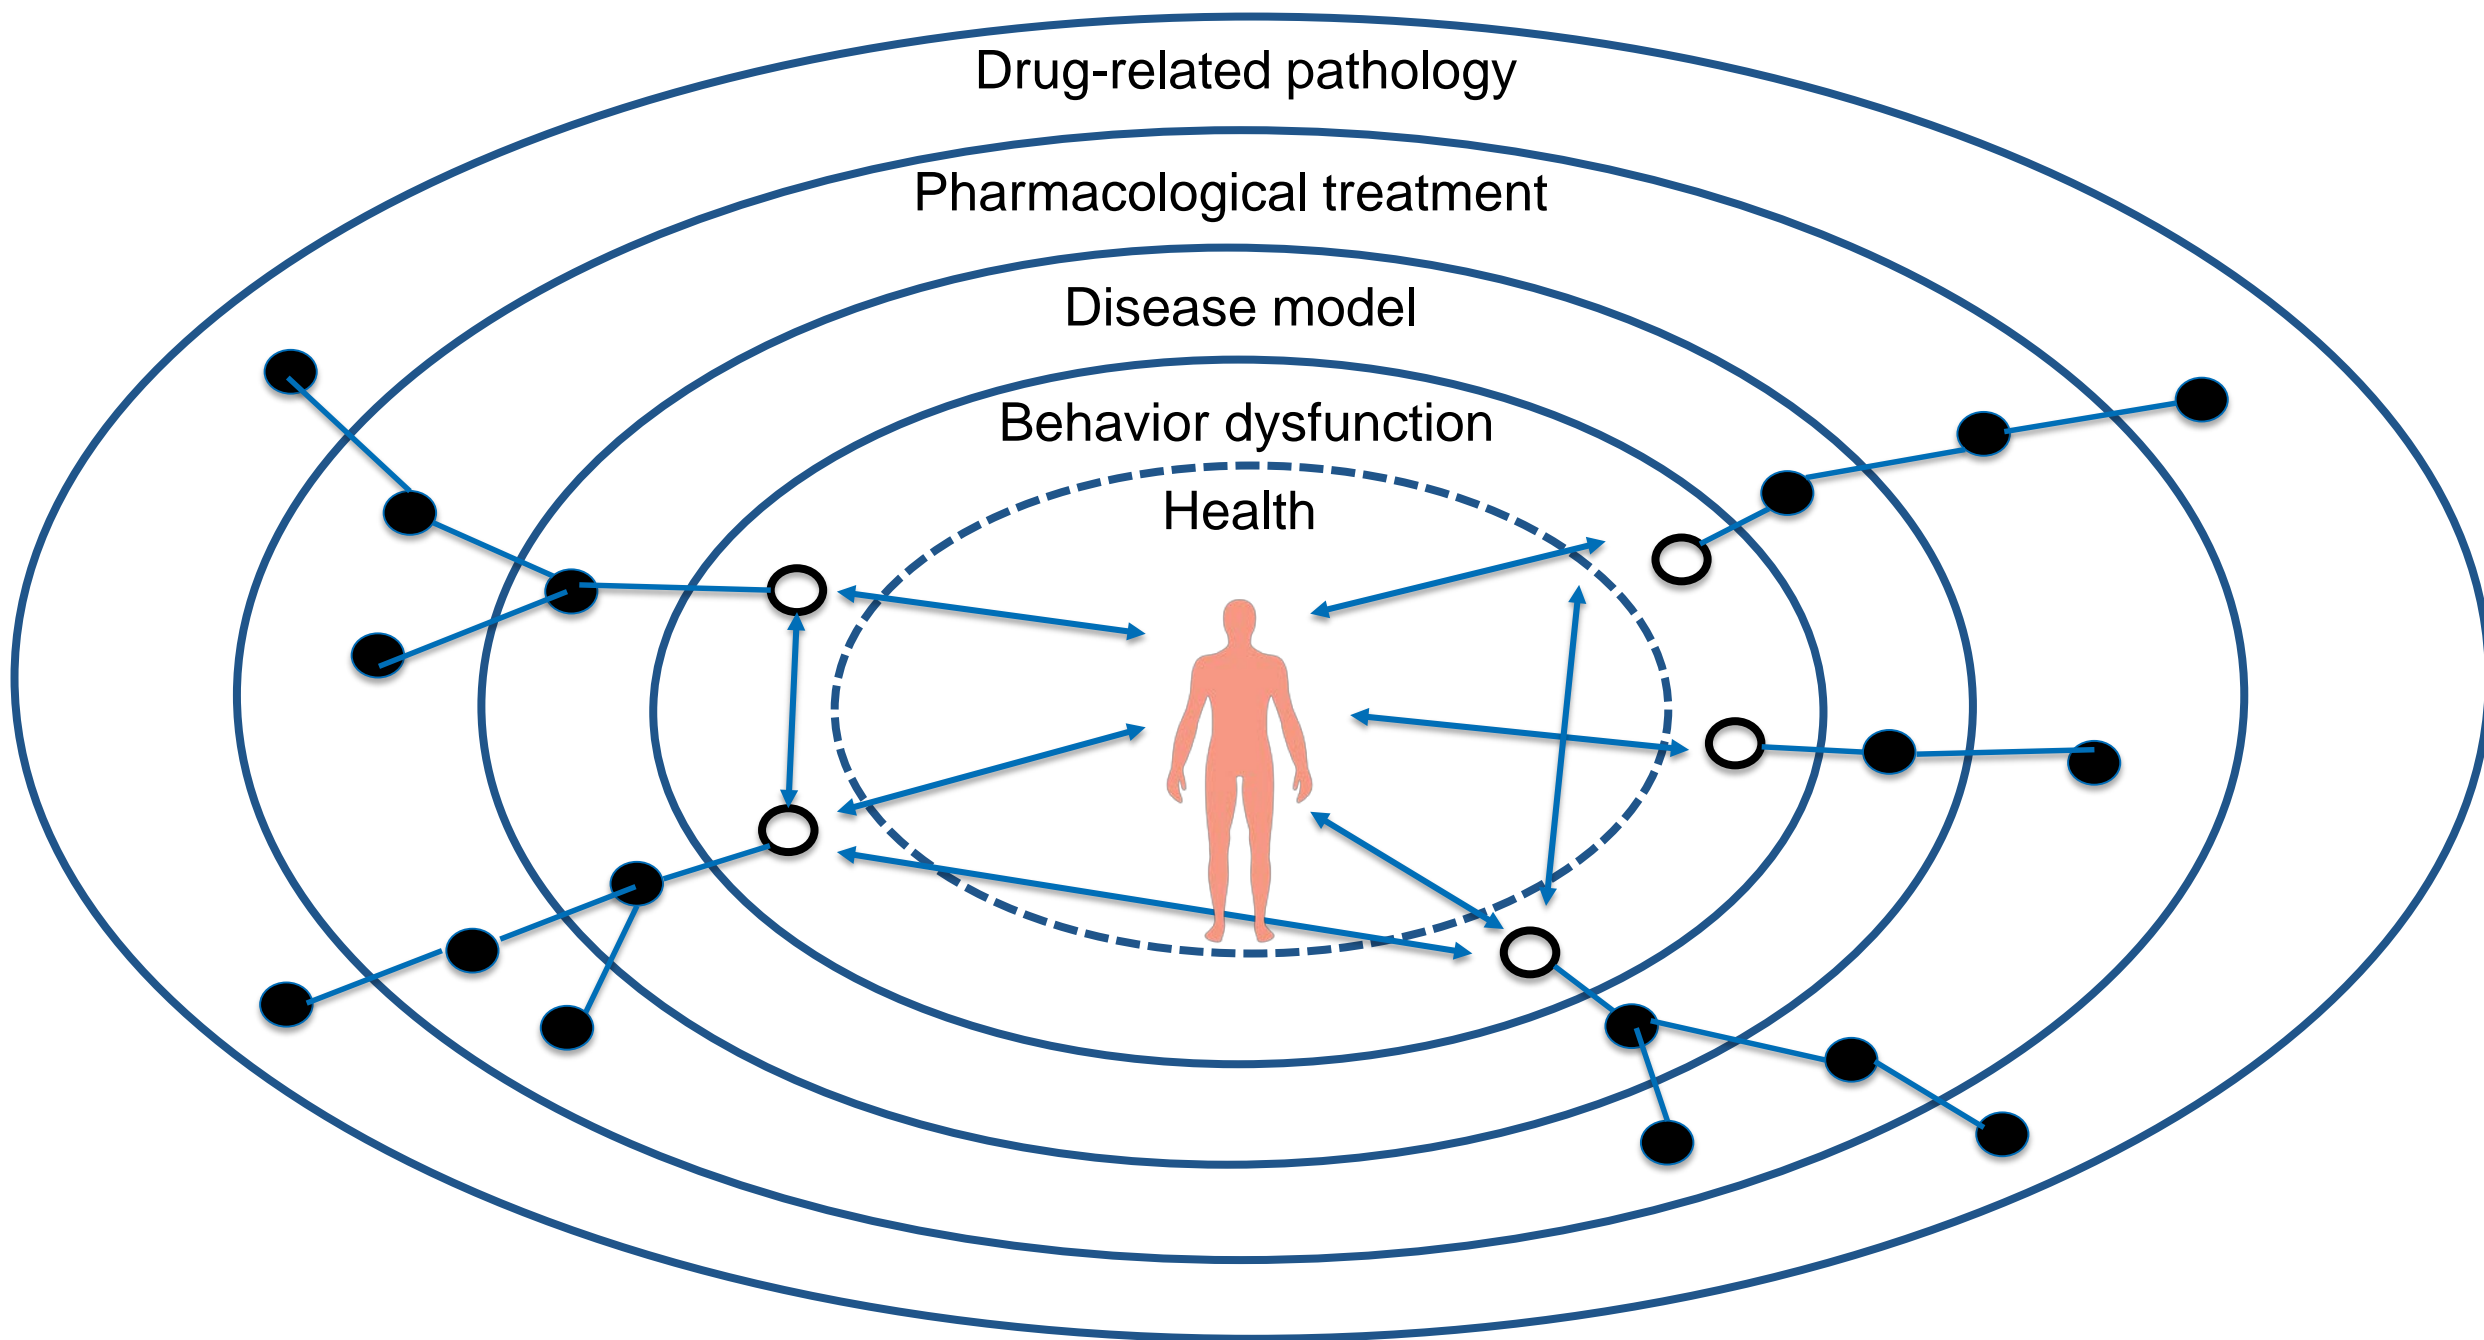 Drug-related pathology
Pharmacological treatment
Disease model
Behavior dysfunction
Health